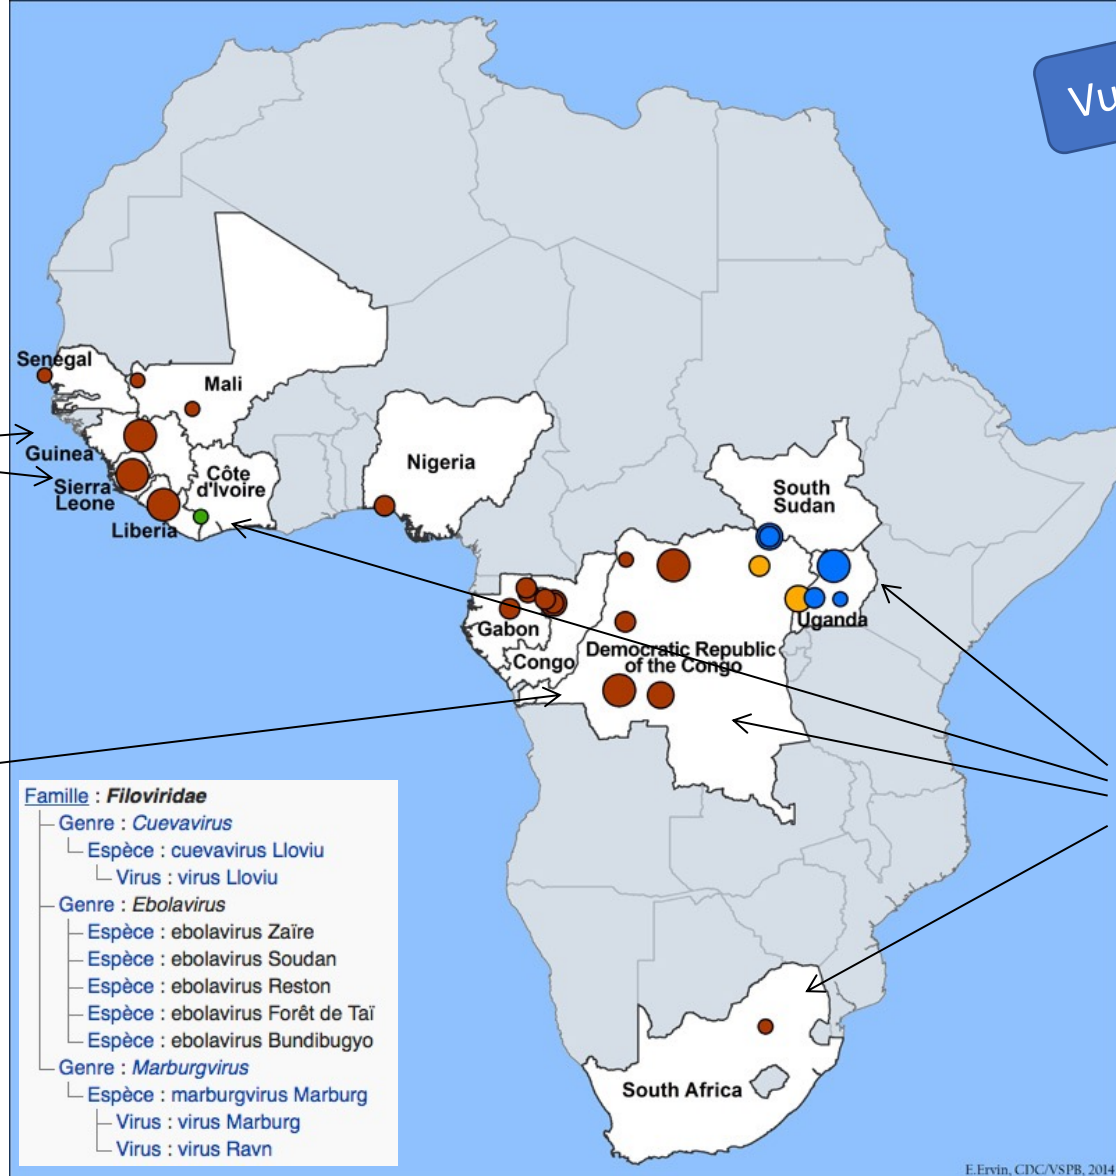 Vu
Senegal
Mali
Guinea
Sierra
Leone
Côte
d'Ivoire
Liberia
Nigeria
South
Sudan
Uganda
Gabon
Congo
Democratic Republic
of the Congo
South Africa
Famille : Filoviridae
Genre : Cuevavirus
Espèce : cuevavirus Lloviu
Virus : virus Lloviu
Genre : Ebolavirus
Espèce : ebolavirus Zaïre
Espèce : ebolavirus Soudan
Espèce : ebolavirus Reston
Espèce : ebolavirus Forêt de Taï
Espèce : ebolavirus Bundibugyo
Genre : Marburgvirus
Espèce : marburgvirus Marburg
Virus : virus Marburg
Virus : virus Ravn
E.Ervin, CDC/VSPB, 2014